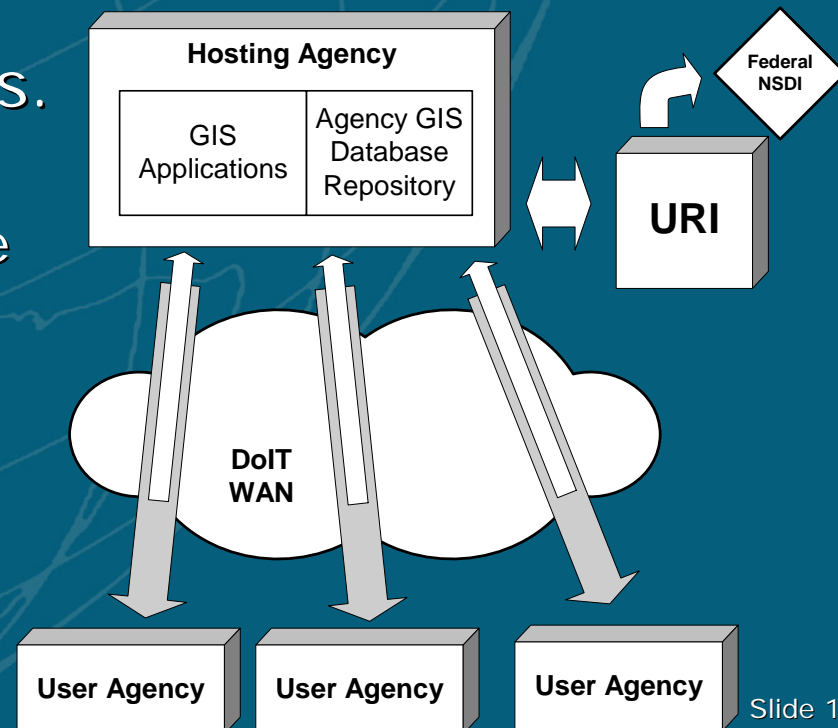 s.
e
Hosting Agency
GIS
Applications
Agency GIS
Database
Repository
Federal
NSDI
URI
DoIT
WAN
User Agency
User Agency
User Agency
Slide 1